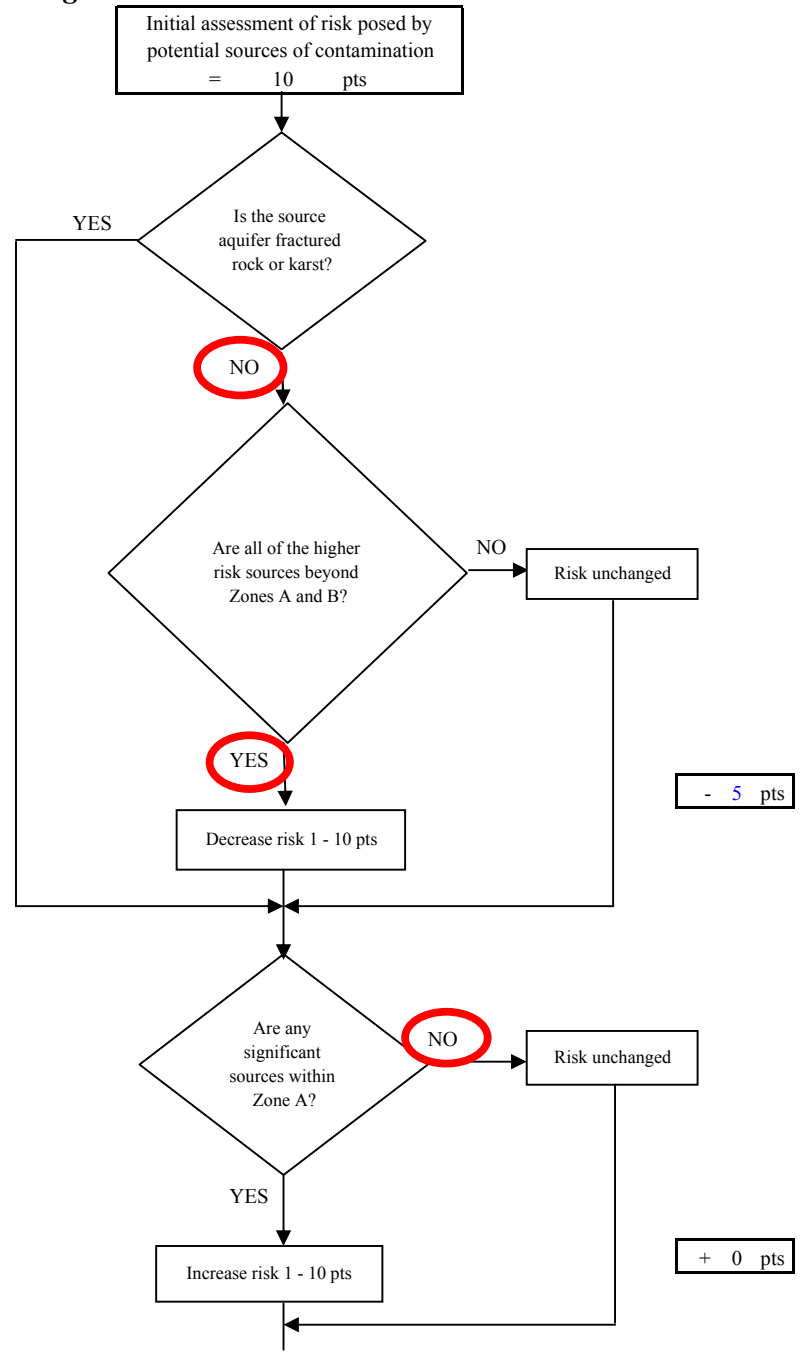 Initial assessment of risk posed by
potential sources of contamination
= 10 pts
YES
Is the source
aquifer fractured
rock or karst?
NO
Are all of the higher
risk sources beyond
Zones A and B?
NO
Risk unchanged
YES
- 5 pts
Decrease risk 1 - 10 pts
Are any
significant
sources within
Zone A?
NO
Risk unchanged
YES
+ 0 pts
Increase risk 1 - 10 pts